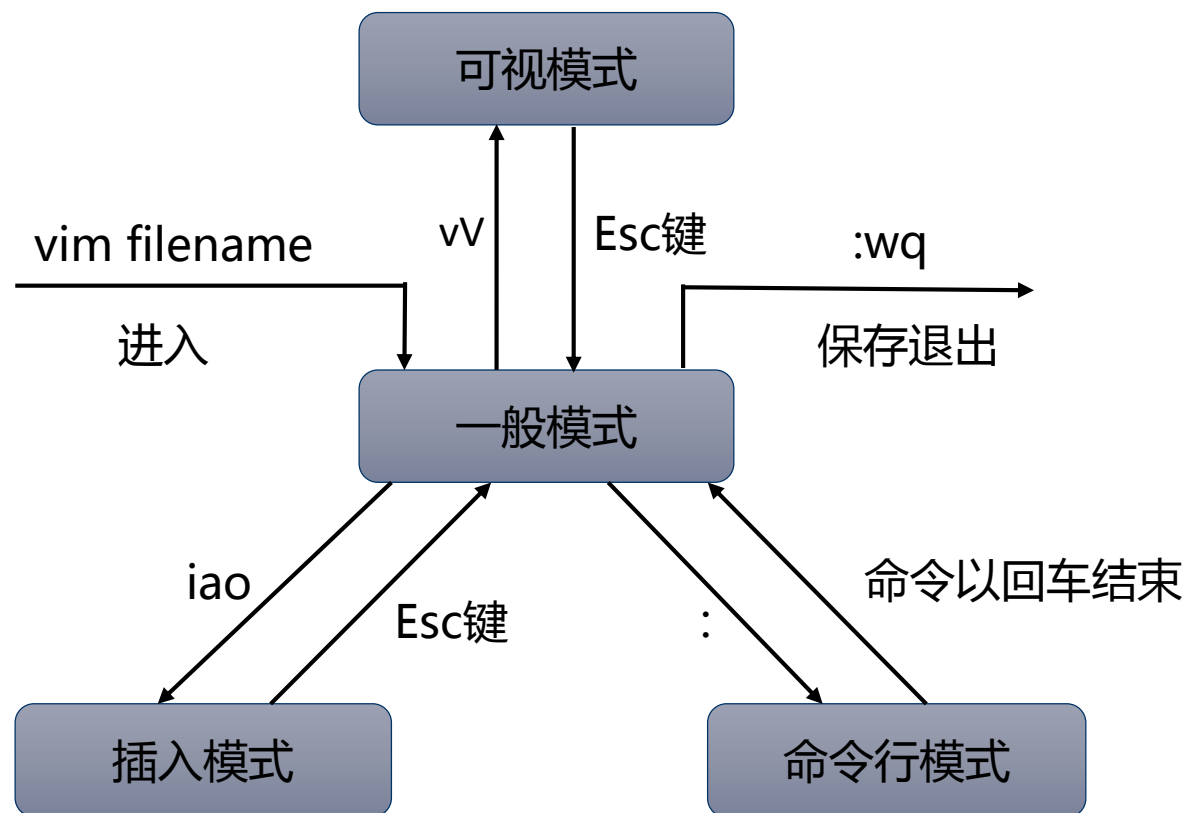 可视模式
vV
Esc键
vim filename
:wq
进入
保存退出
一般模式
iao
Esc键
:
命令以回车结束
插入模式
命令行模式